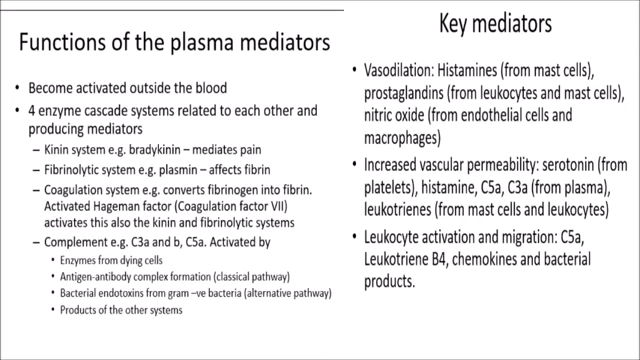 Functions of the plasma mediators
• Become activated outside the blood
• 4 enzyme cascade systems related to each other and
producing mediators
– Kinin system e.g. bradykinin – mediates pain
– Fibrinolytic system e.g. plasmin – affects fibrin
– Coagulation system e.g. converts fibrinogen into fibrin.
Activated Hageman factor (Coagulation factor VII)
activates this also the kinin and fibrinolytic systems
– Complement e.g. C3a and b, C5a. Activated by
• Enzymes from dying cells
• Antigen-antibody complex formation (classical pathway)
• Bacterial endotoxins from gram –ve bacteria (alternative pathway)
• Products of the other systems
Key mediators
• Vasodilation: Histamines (from mast cells),
prostaglandins (from leukocytes and mast cells),
nitric oxide (from endothelial cells and
macrophages)
• Increased vascular permeability: serotonin (from
platelets), histamine, C5a, C3a (from plasma),
leukotrienes (from mast cells and leukocytes)
• Leukocyte activation and migration: C5a,
Leukotriene B4, chemokines and bacterial
products.